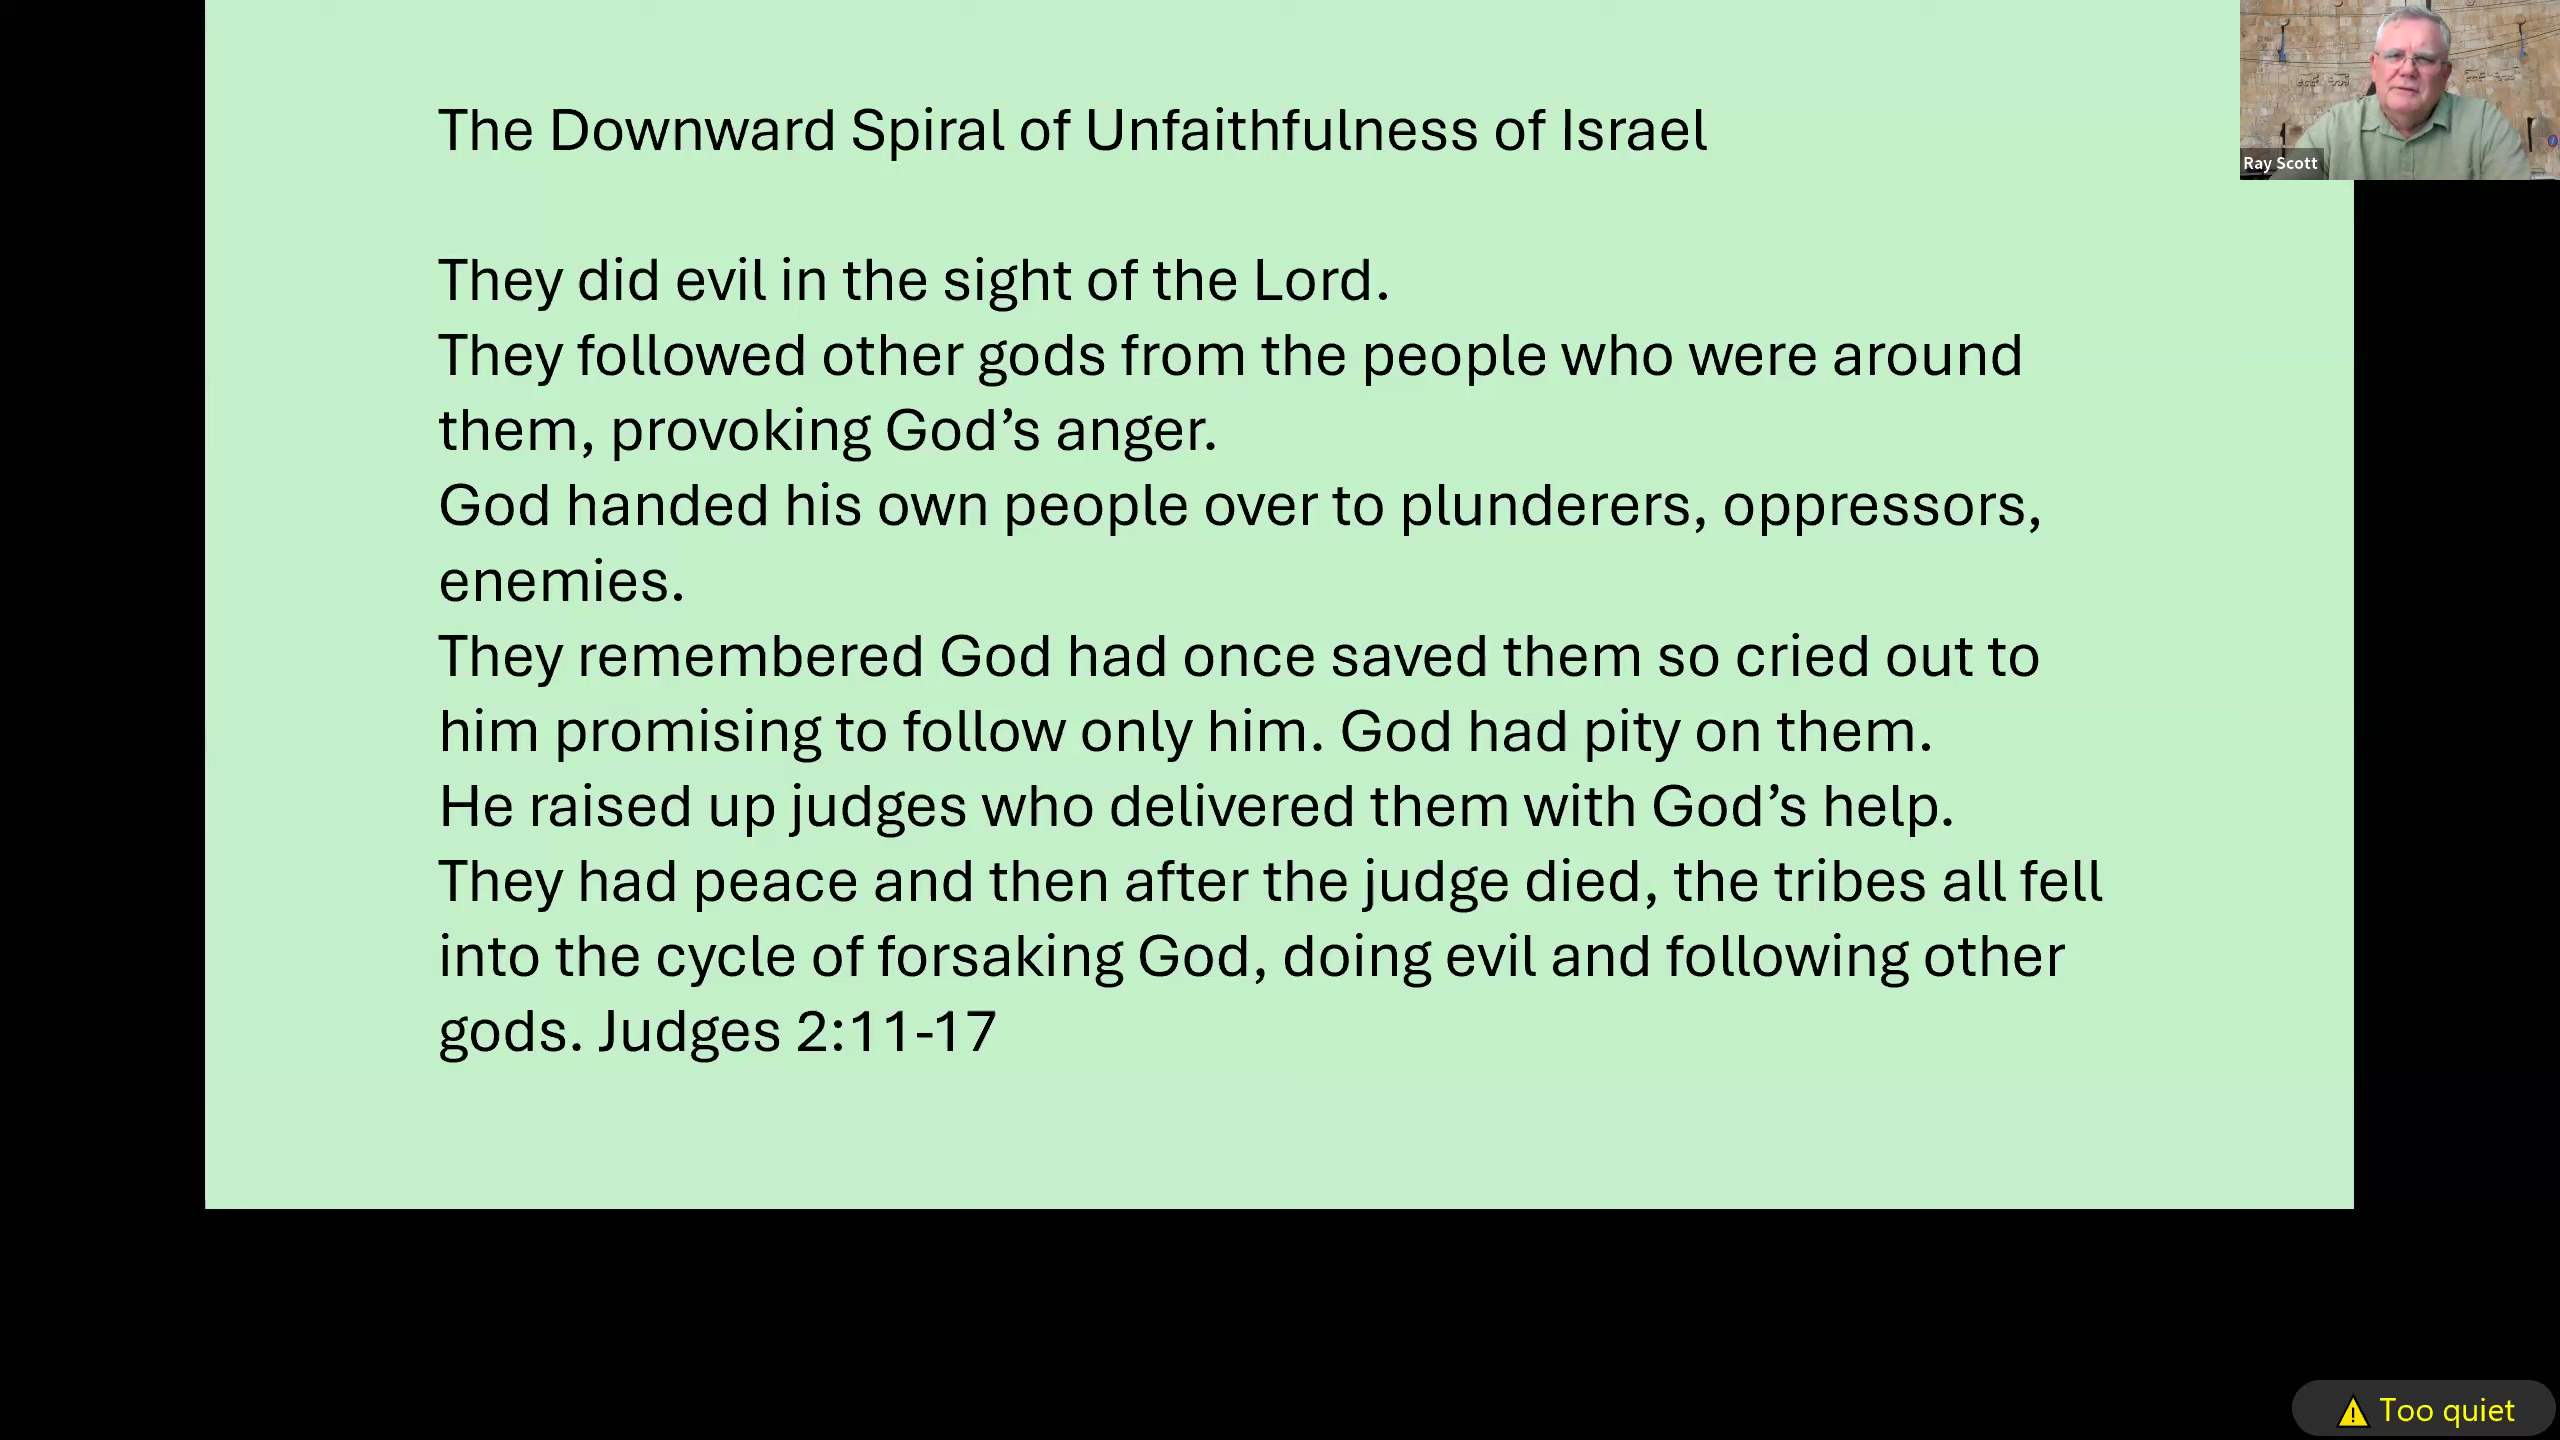 The Downward Spiral of Unfaithfulness of Israel
They did evil in the sight of the Lord.
They followed other gods from the people who were around
them, provoking God’s anger.
God handed his own people over to plunderers, oppressors,
enemies.
They remembered God had once saved them so cried out to
him promising to follow only him. God had pity on them.
He raised up judges who delivered them with God’s help.
They had peace and then after the judge died, the tribes all fell
into the cycle of forsaking God, doing evil and following other
gods. Judges 2:11-17
Ray Scott
Too quiet